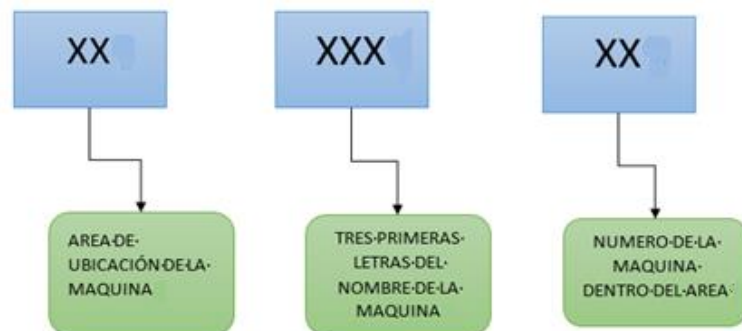 XX
XXX
XX
AREA·DE·
UBICACIÓN·DE·LA·
MAQUINA
TRES·PRIMERAS·
LETRAS·DEL·
NOMBRE·DE·LA·
MAQUINA
NUMERO·DE·LA·
MAQUINA·
DENTRO·DEL·AREA·